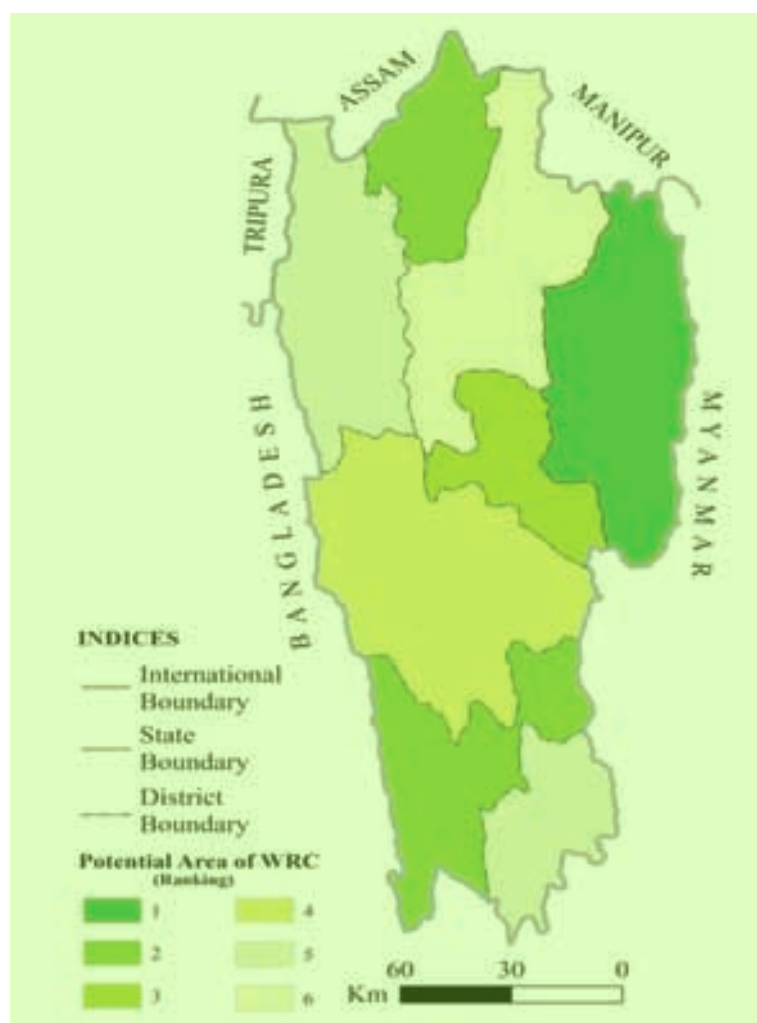 ASSAM
MANIPUR
TRIPURA
BANGLADESH
MYANMAR
INDICES
International
Boundary
State
Boundary
District
Boundary
Potential Area of WRC
(Ranking)
1
4
2
5
3
6
60 30 0
Km